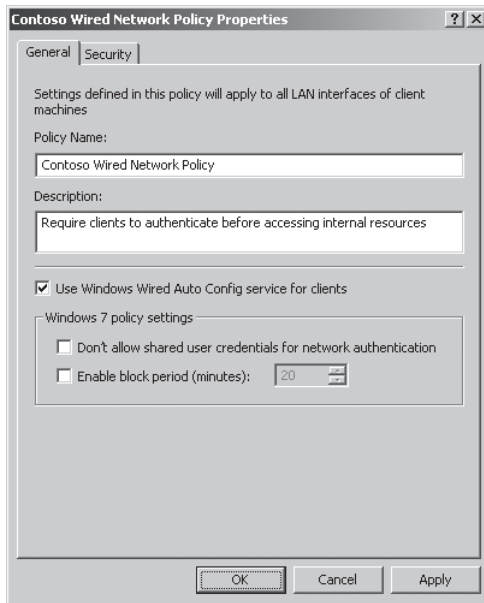 Contoso Wired Network Policy Properties
General
Security
Settings defined in this policy will apply to all LAN interfaces of client
machines
Policy Name:
Contoso Wired Network Policy
Description:
Require clients to authenticate before accessing internal resources
Use Windows Wired Auto Config service for clients
Windows 7 policy settings
Don't allow shared user credentials for network authentication
Enable block period (minutes): 20
OK Cancel Apply